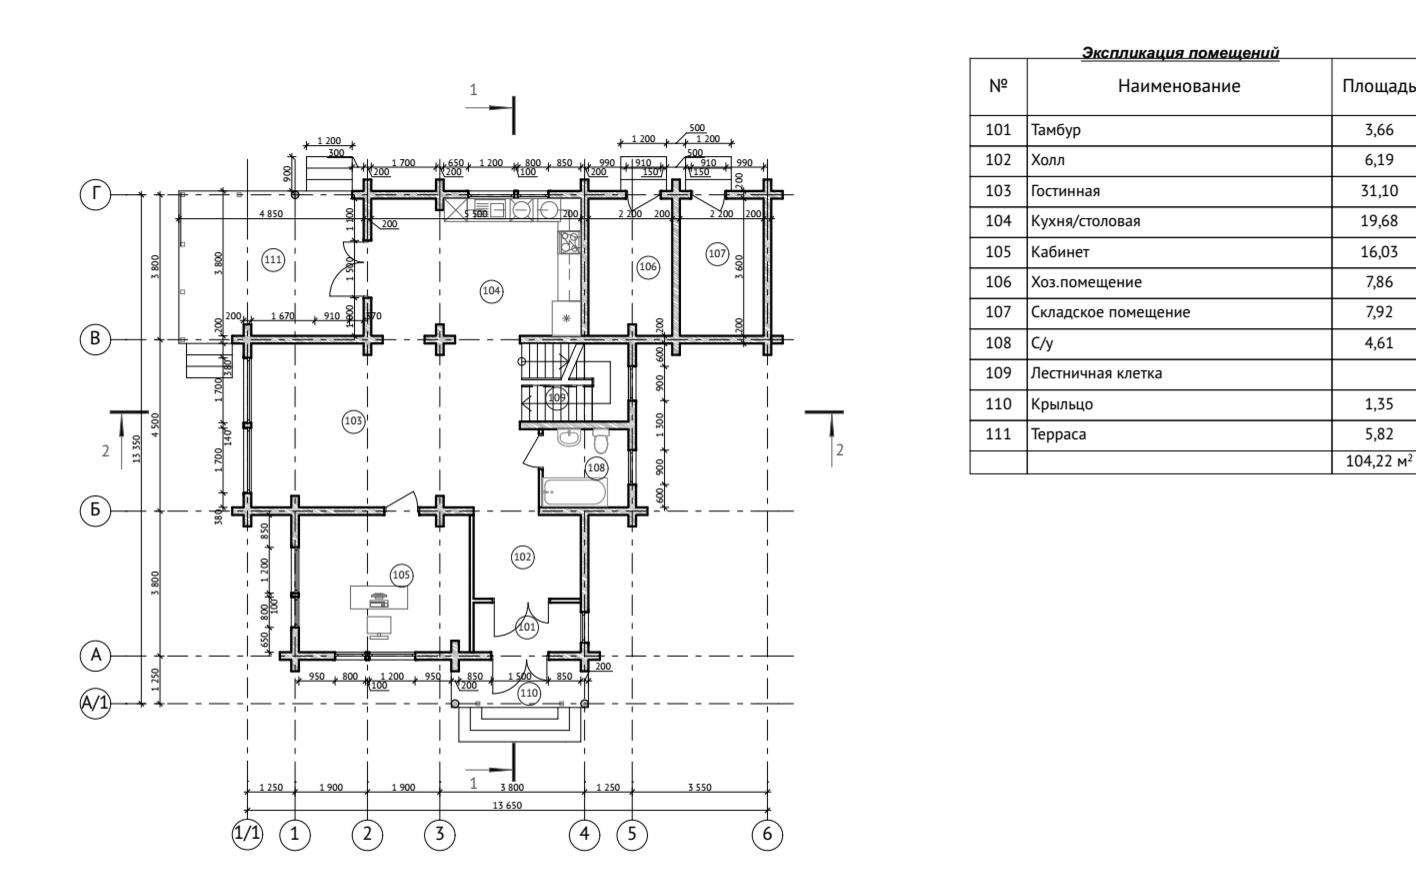 Экспликация помещений
№ Наименование Площадь
101 Тамбур 3,66
102 Холл 6,19
103 Гостинная 31,10
104 Кухня/столовая 19,68
105 Кабинет 16,03
106 Хоз.помещение 7,86
107 Складское помещение 7,92
108 С/у 4,61
109 Лестничная клетка
110 Крыльцо 1,35
111 Терраса 5,82
104,22 м²
1
1 200
300
900
500
1 200 1 200
500
1 700 650 1 200 800 850 990 910 910 990
200 200 100 200 150 150 200
Г
4 850 1 100 5 500 200 2 200 200 2 200 200
200
3 800 3 800 111 1 500 104 106 107 3 600
200 1 670 910 370 1 000
200 200 200
В
380 600
1 700 900
109
4 500 103 1 300
140
2 2
13 350 1 700 108 900
380 600
Б
850
102
1 200 105
3 800 100
800 101
650
А
200
950 800 1 200 950 850 1 500 850
100 200 110
1 250
А/1
1
1 250 1 900 1 900 3 800 1 250 3 550
13 650
1/1 1 2 3 4 5 6